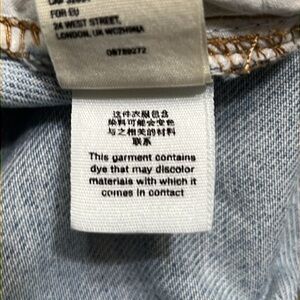 FOR EU
24 WEST STREET,
LONDON, UK
这件衣服包含
染料可能会变色
与之相关的材料
联系
This garment contains
dye that may discolor
materials with which it
comes in contact